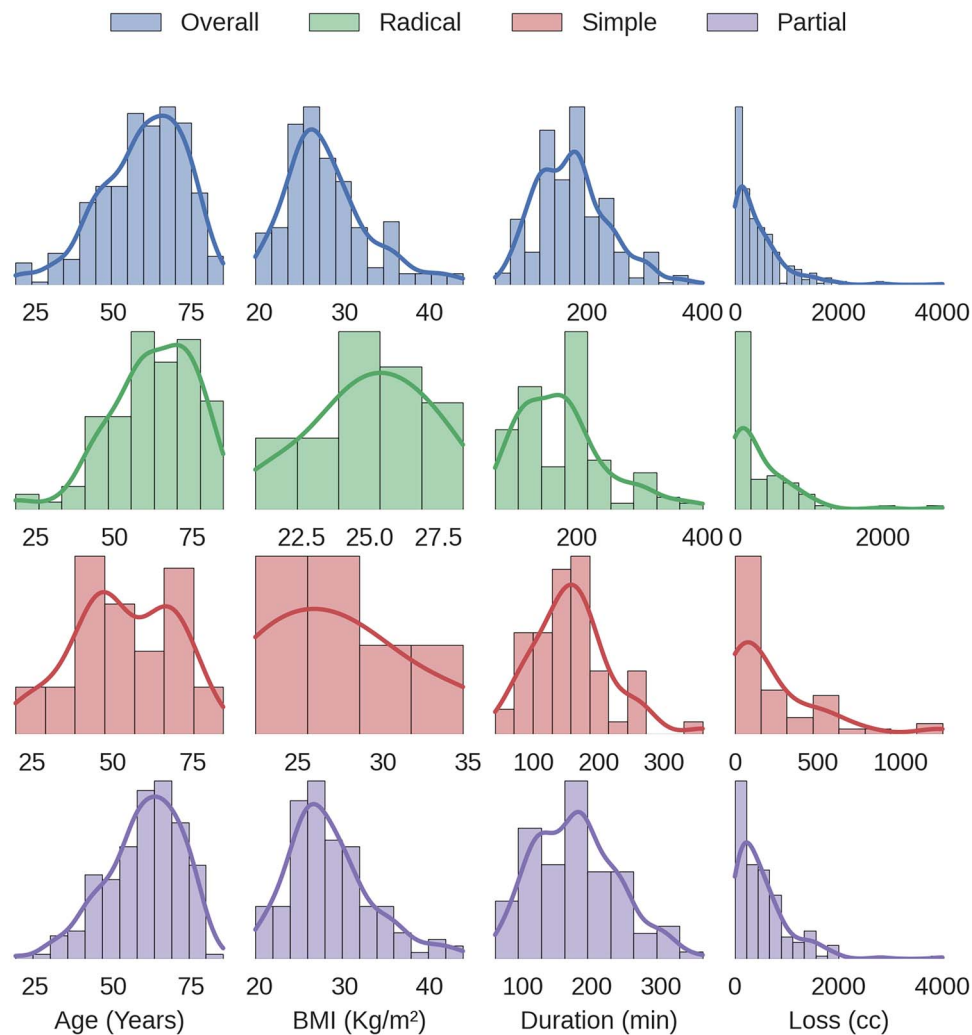 Overall Radical Simple Partial
25 50 75 20 30 40 200 400 0 2000 4000
25 50 75 22.5 25.0 27.5 200 400 0 2000
25 50 75 25 30 35 100 200 300 0 500 1000
25 50 75 20 30 40 100 200 300 0 2000 4000
Age (Years) BMI (Kg/m²) Duration (min) Loss (cc)